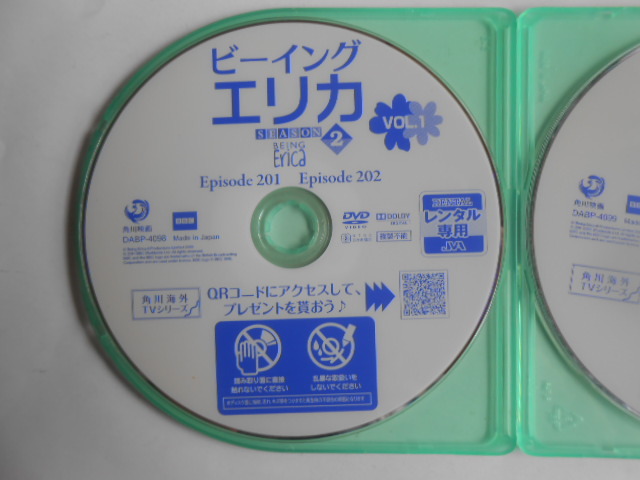 ビーイング
エリカ
SEASON 2
VOL.1
BEING
Erica
Episode 201 Episode 202
角川映画
BBC
DABP-4096 Made in Japan
DVD
VIDEO
DOLBY
DIGITAL
複製不能
RENTAL
レンタル
専用
JVA
角川海外
TVシリーズ
QRコードにアクセスして、
プレゼントを貰おう♪
読み取り面に直接
触れないでください
乱暴な取扱いを
しないでください
角川映画
DABP-4096
角川海外
TVシリーズ